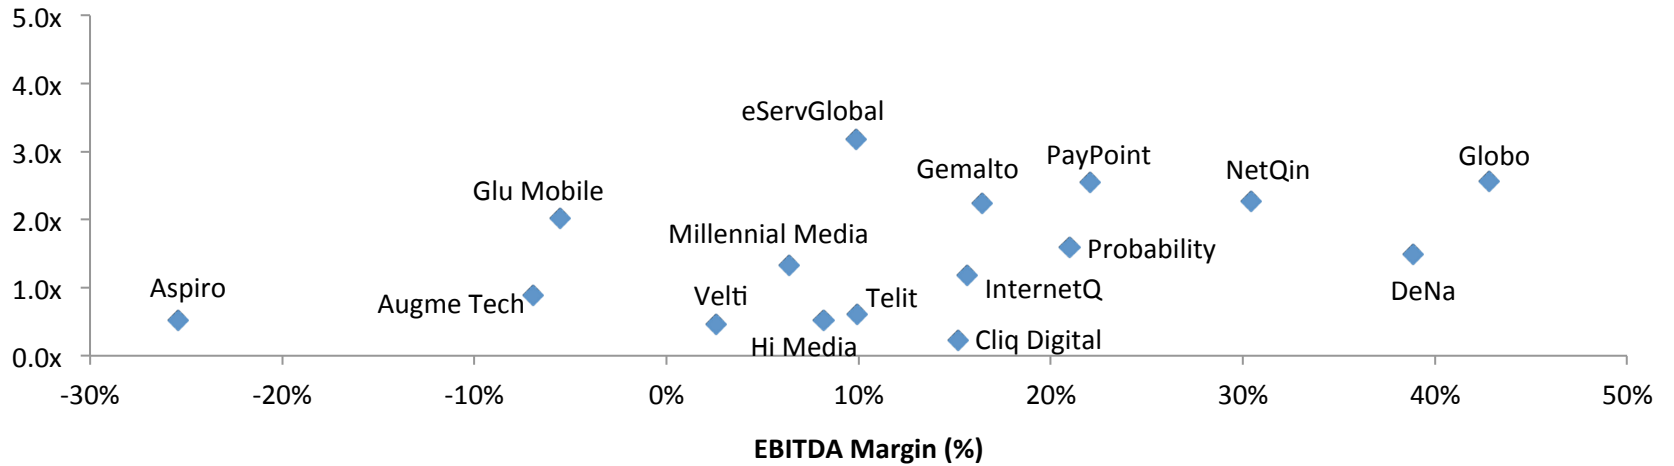 5.0x
4.0x
eServGlobal
3.0x
PayPoint
Globo
Gemalto
NetQin
Glu Mobile
2.0x
Millennial Media
Probability
1.0x
Aspiro
InternetQ
DeNa
Velti
Telit
Augme Tech
Cliq Digital
Hi Media
0.0x
-30% -20% -10% 0% 10% 20% 30% 40% 50%
EBITDA Margin (%)